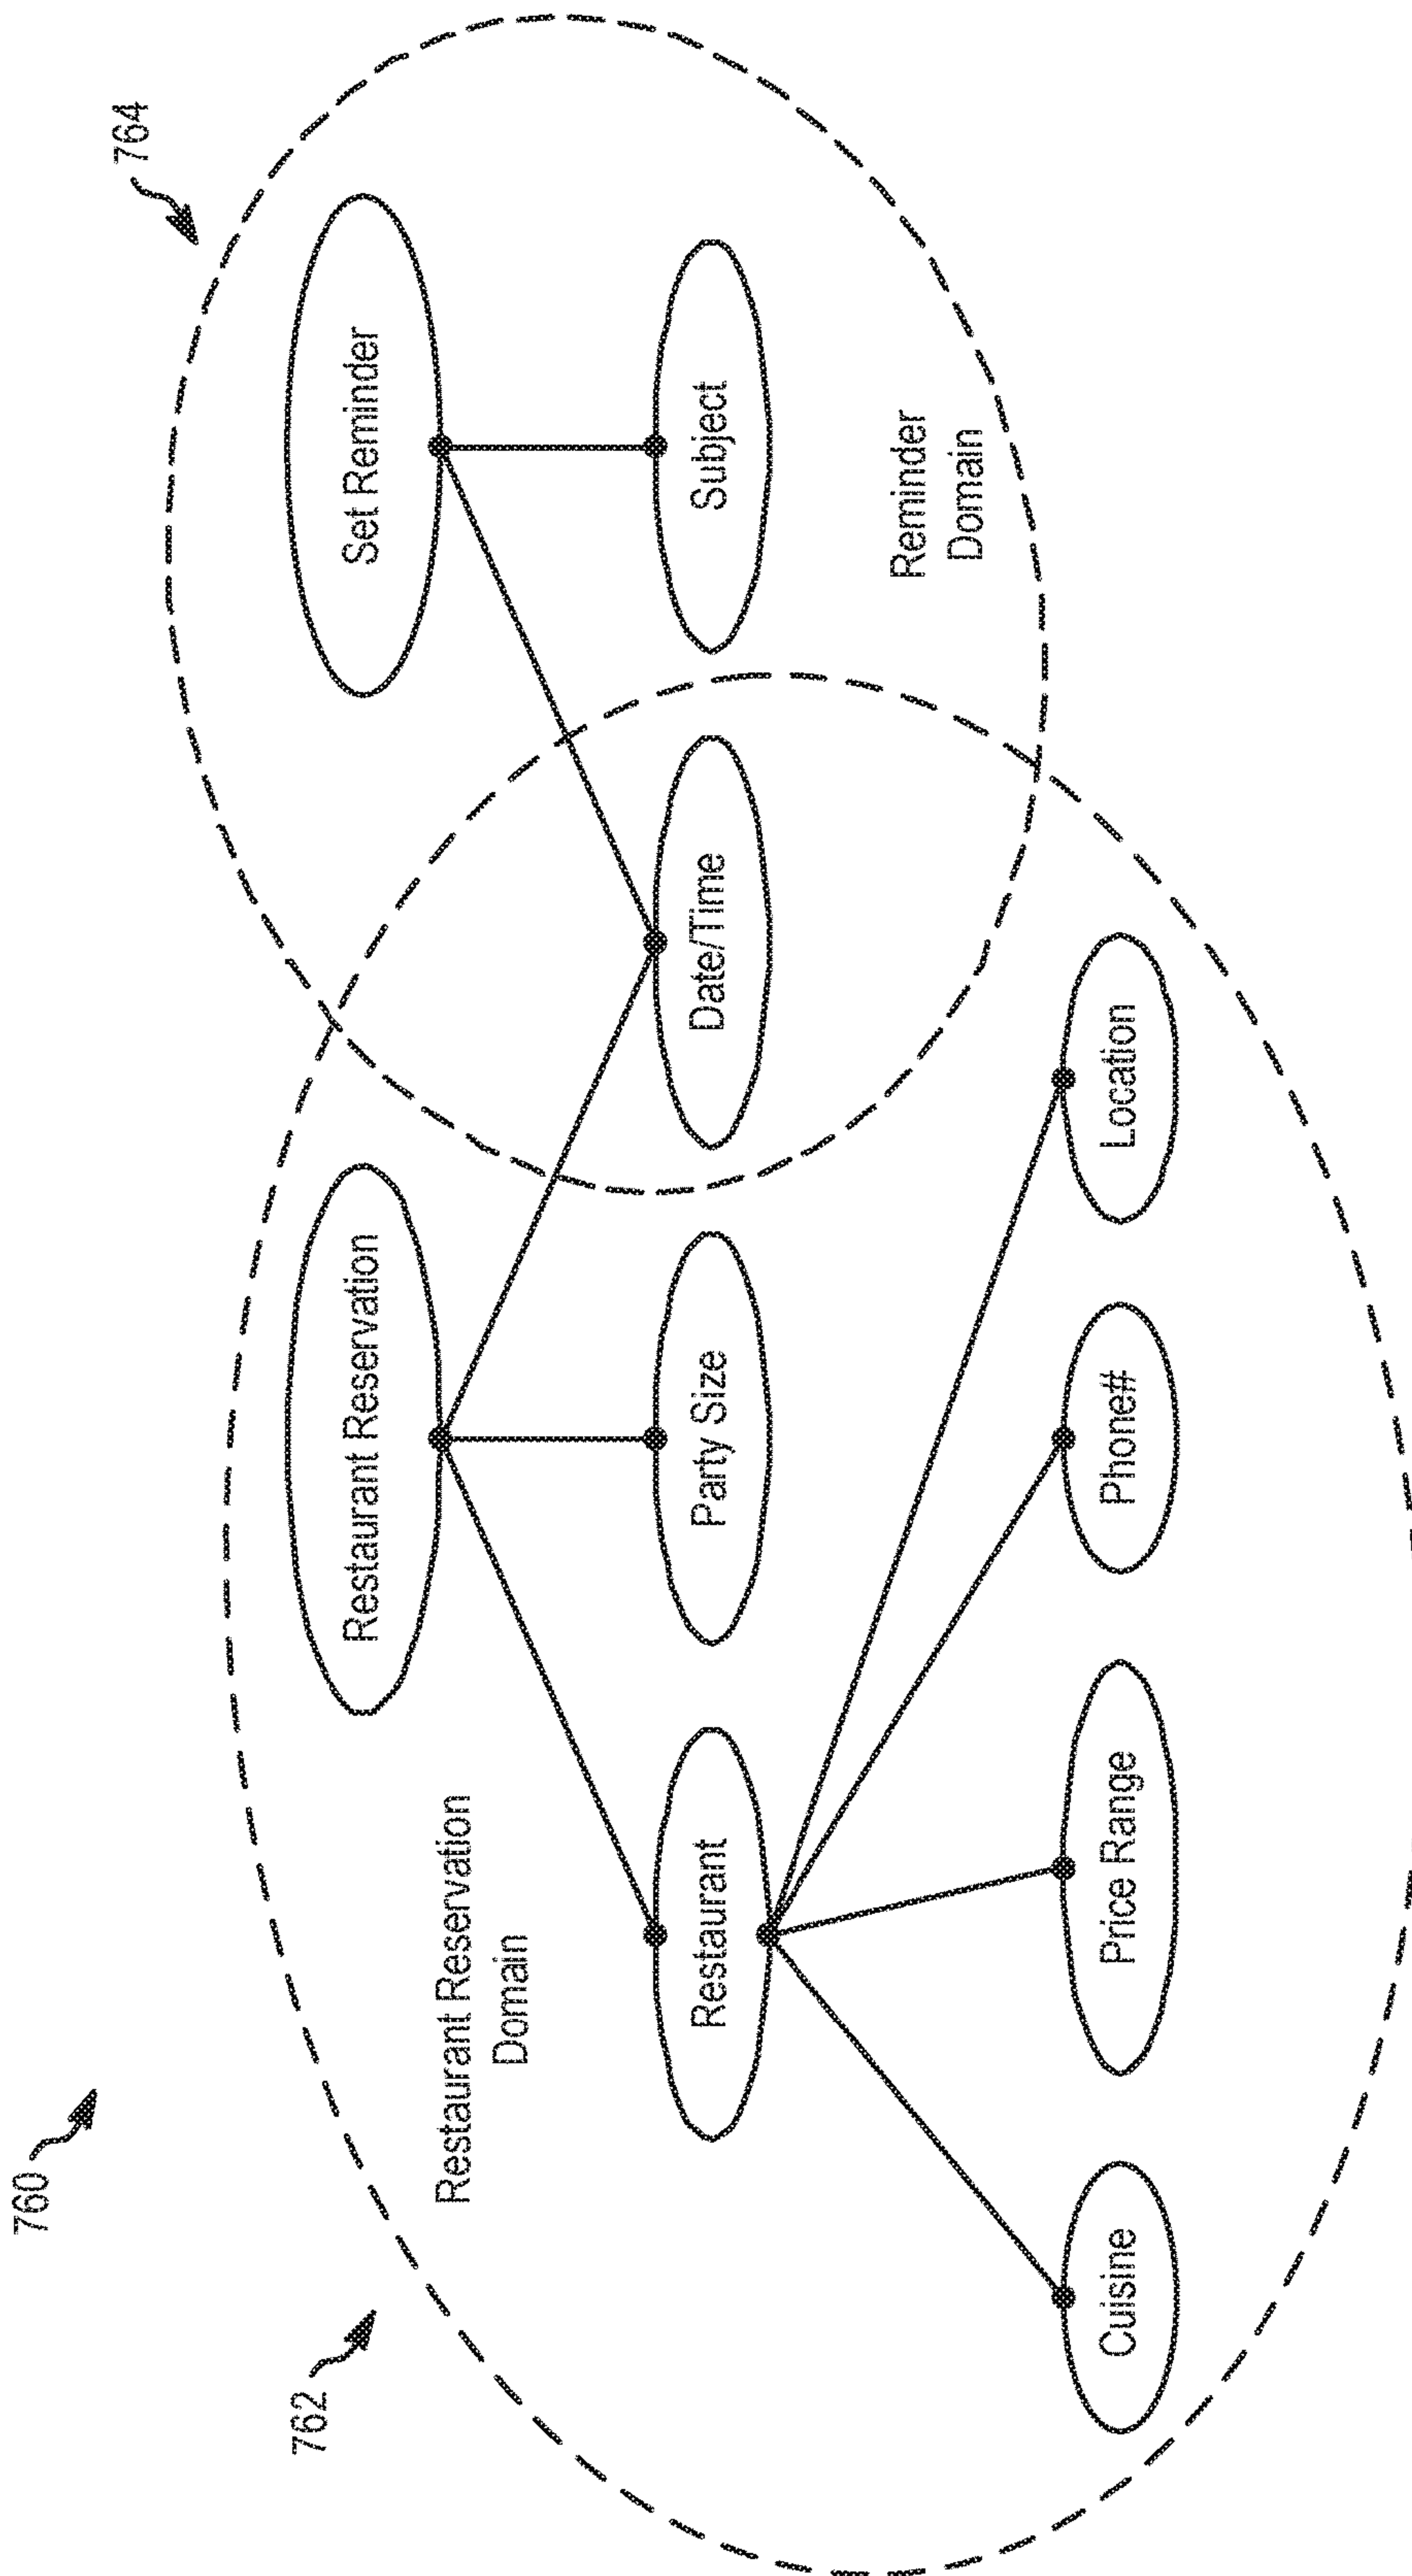 760
762
764
Restaurant Reservation
Set Reminder
Restaurant Reservation
Domain
Restaurant
Party Size
Date/Time
Subject
Reminder
Domain
Cuisine
Price Range
Phone#
Location